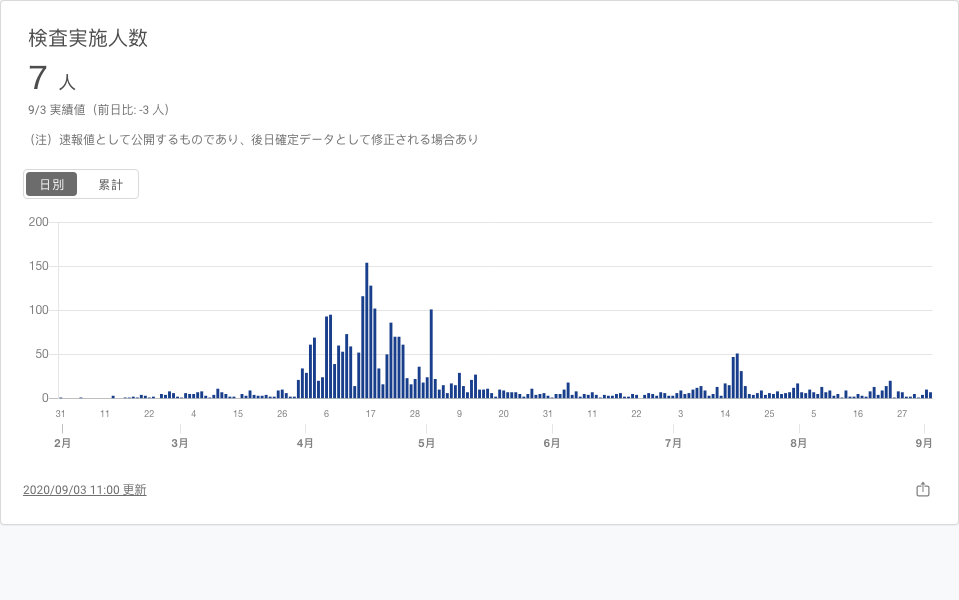 検査実施人数
7 人
9/3 実績値（前日比: -3 人）
（注）速報値として公開するものであり、後日確定データとして修正される場合あり
日別 累計
200
150
100
50
0
31 11 22 4 15 26 6 17 28 9 20 31 11 22 3 14 25 5 16 27
2月 3月 4月 5月 6月 7月 8月 9月
2020/09/03 11:00 更新